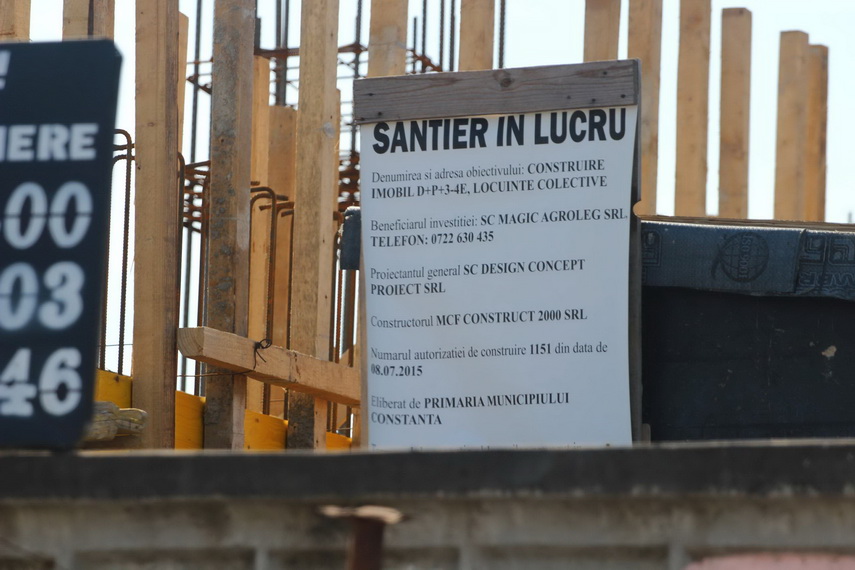 SANTIER IN LUCRU
Denumirea si adresa obiectivului: CONSTRUIRE
IMOBIL D+P+3-4E, LOCUINTE COLECTIVE
Beneficiarul investitiei: SC MAGIC AGROLEG SRL
TELEFON: 0722 630 435
Proiectantul general SC DESIGN CONCEPT
PROIECT SRL
Constructorul MCF CONSTRUCT 2000 SRL
Numarul autorizatiei de construire 1151 din data de
08.07.2015
Eliberat de PRIMARIA MUNICIPIULUI
CONSTANTA
!
IERE
00
03
46